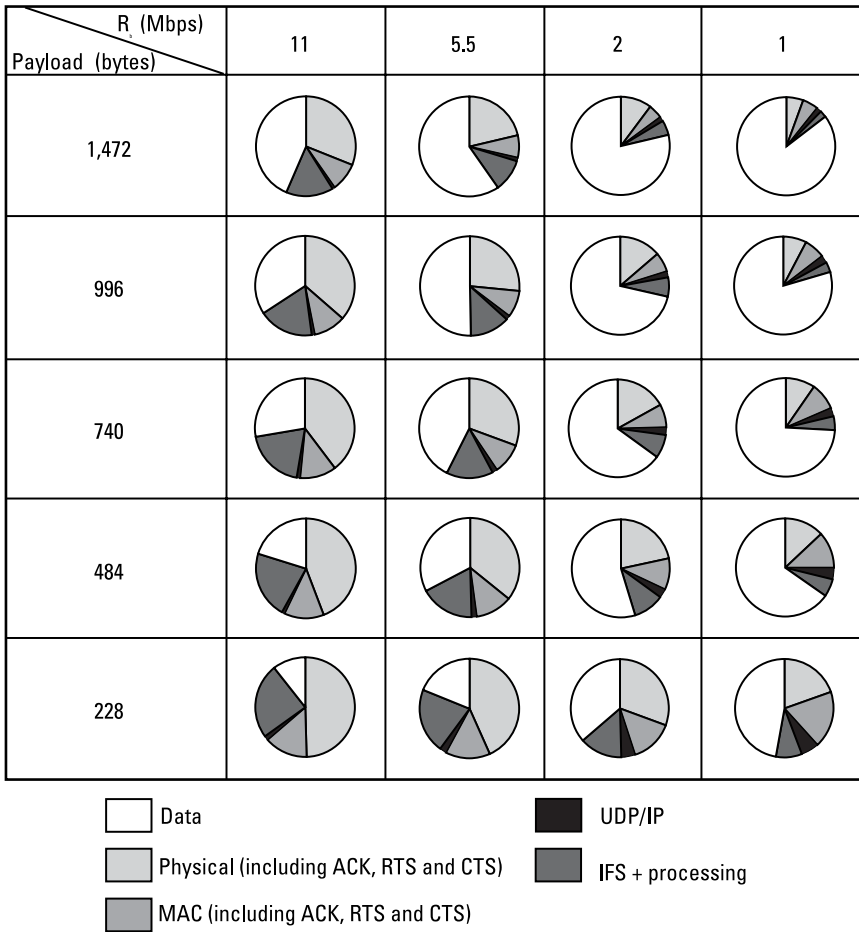 R_b (Mbps)
Payload (bytes)
11
5.5
2
1
1,472
996
740
484
228
Data
UDP/IP
Physical (including ACK, RTS and CTS)
IFS + processing
MAC (including ACK, RTS and CTS)